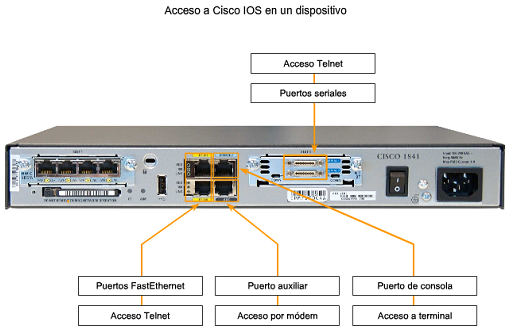 Acceso a Cisco IOS en un dispositivo
Acceso Telnet
Puertos seriales
CISCO 1841
Puertos FastEthernet
Puerto auxiliar
Puerto de consola
Acceso Telnet
Acceso por módem
Acceso a terminal